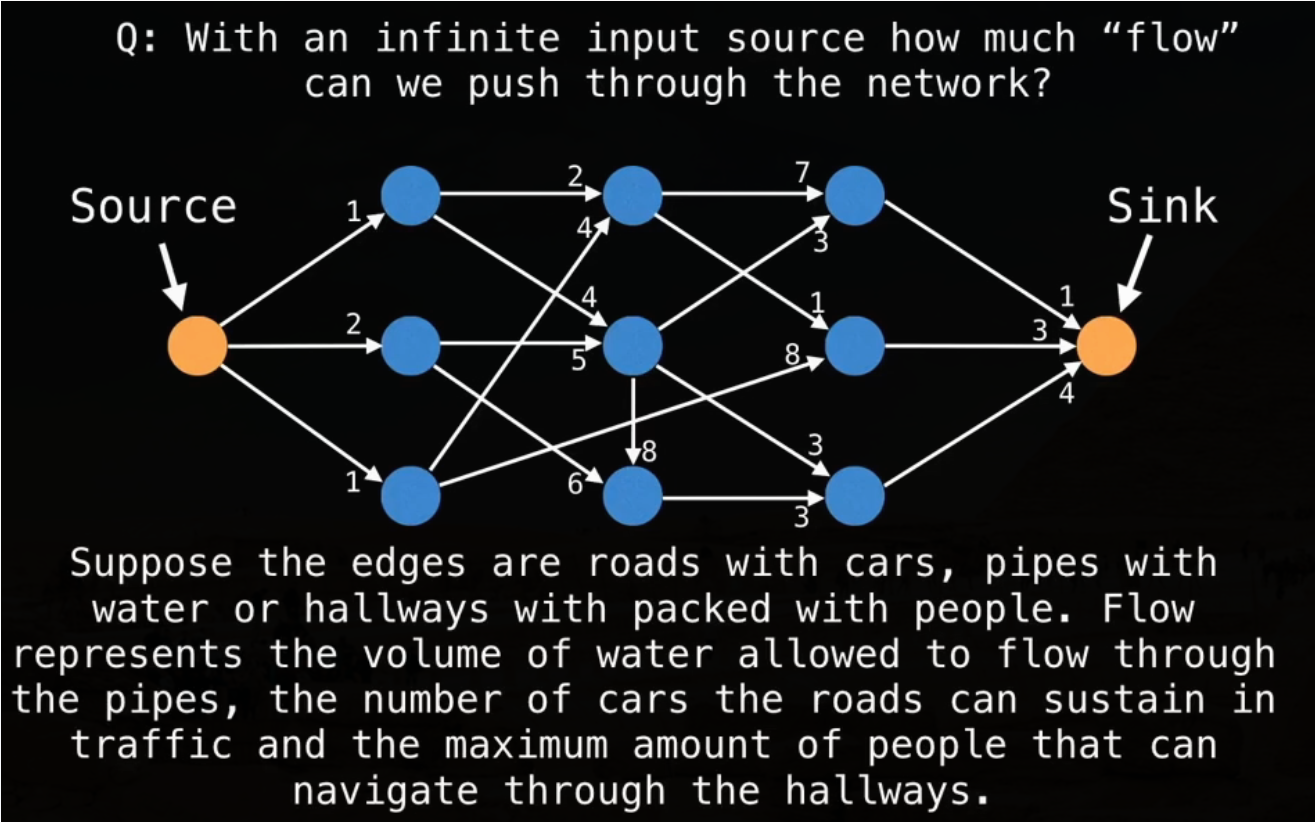 Q: With an infinite input source how much “flow”
can we push through the network?
Source
Sink
1
2
7
4
3
1
2
4
5
1
8
3
1
3
4
1
6
8
3
Suppose the edges are roads with cars, pipes with
water or hallways with packed with people. Flow
represents the volume of water allowed to flow through
the pipes, the number of cars the roads can sustain in
traffic and the maximum amount of people that can
navigate through the hallways.